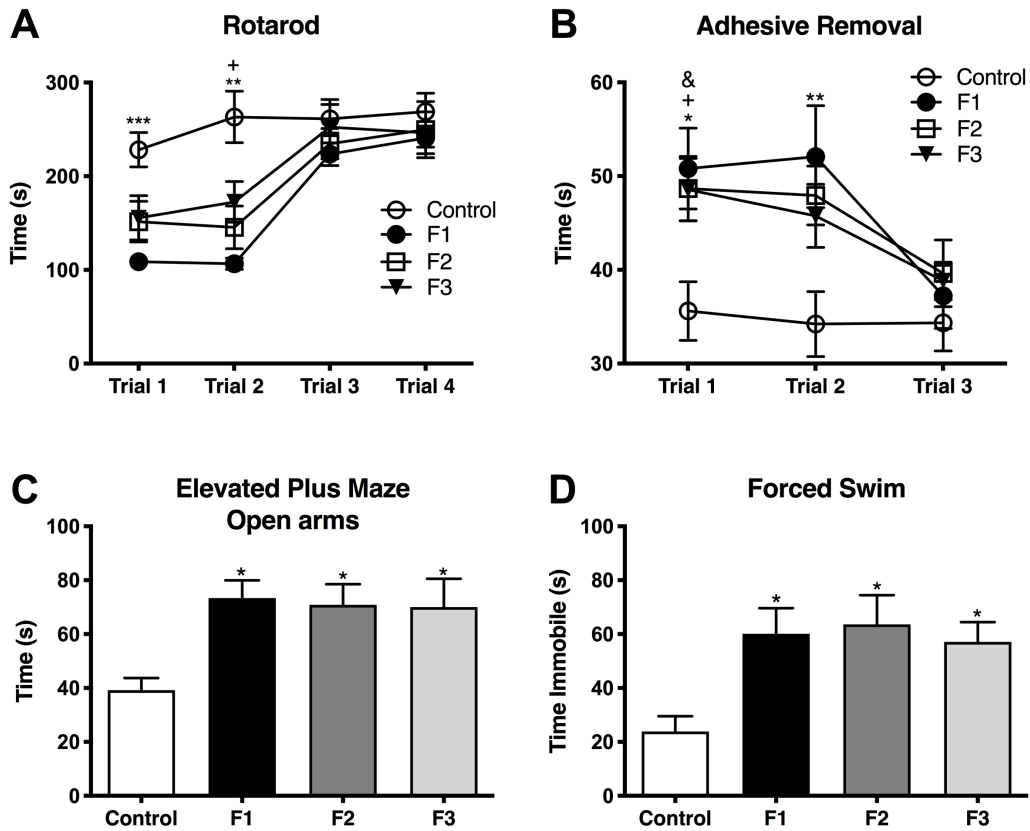 A
Rotarod
Time (s)
300
200
100
0
***
+
**
Control
F1
F2
F3
Trial 1
Trial 2
Trial 3
Trial 4
B
Adhesive Removal
Time (s)
60
50
40
30
&
+
*
**
Control
F1
F2
F3
Trial 1
Trial 2
Trial 3
C
Elevated Plus Maze
Open arms
Time (s)
100
80
60
40
20
0
*
*
*
Control
F1
F2
F3
D
Forced Swim
Time Immobile (s)
100
80
60
40
20
0
*
*
*
Control
F1
F2
F3